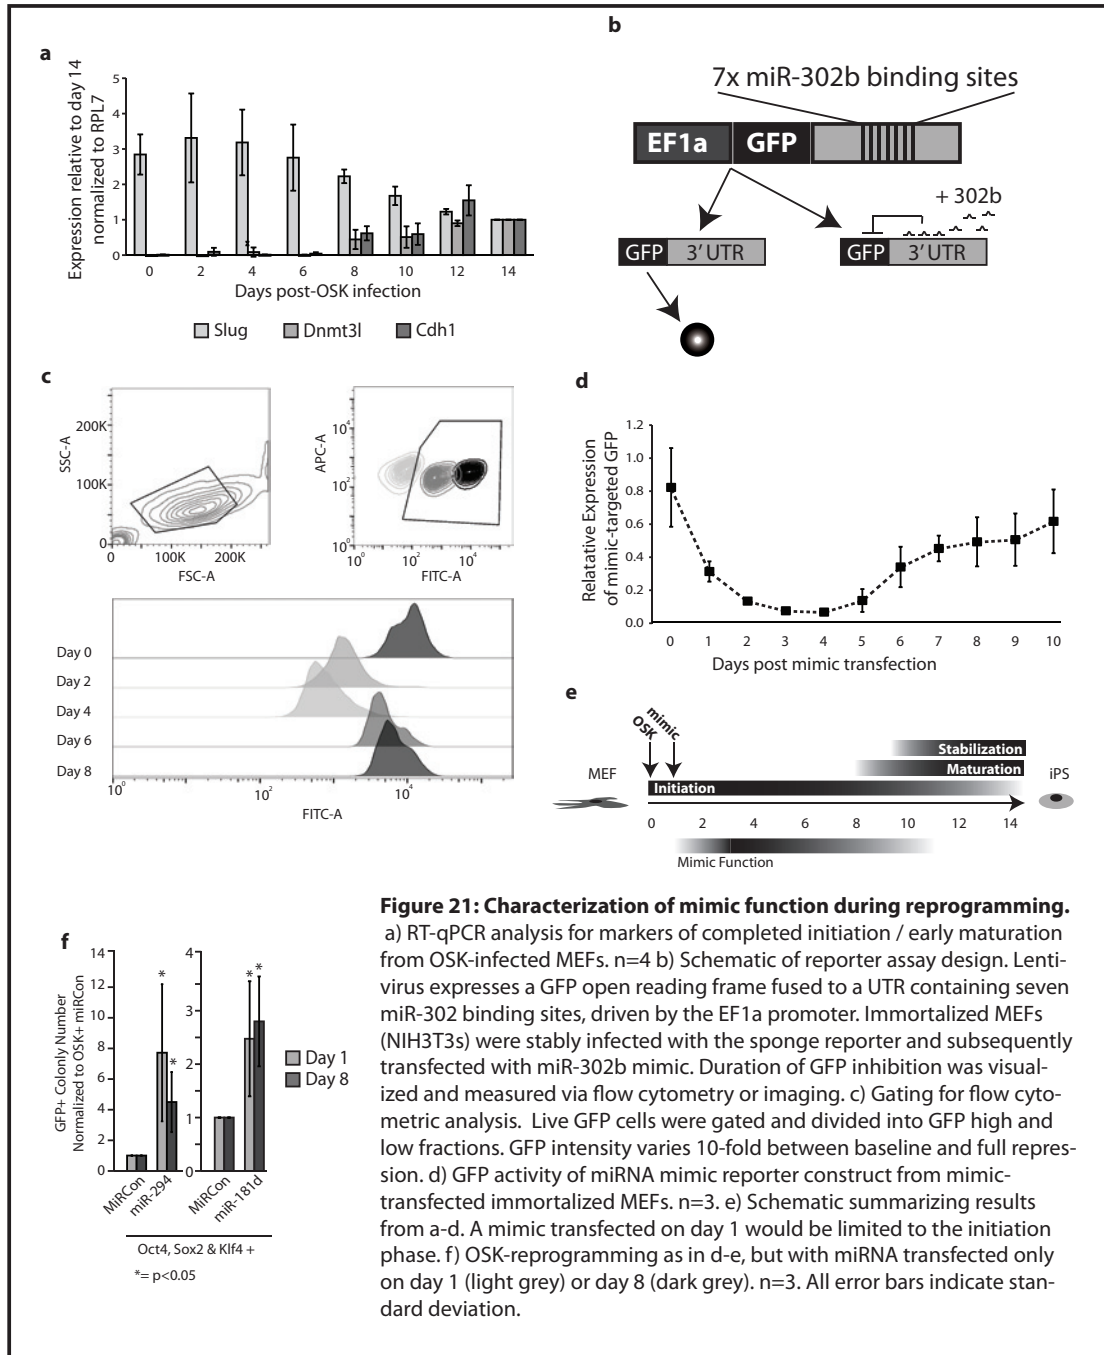 a
Expression relative to day 14
normalized to RPL7
5
4
3
2
1
0
0 2 4 6 8 10 12 14
Days post-OSK infection
Slug Dnmt3l Cdh1
b
7x miR-302b binding sites
EF1a GFP
+ 302b
GFP 3' UTR
GFP 3' UTR
c
SSC-A
200K
100K
0
0 100K 200K
FSC-A
APC-A
10^4
10^2
10^0
10^0 10^2 10^4
FITC-A
Day 0
Day 2
Day 4
Day 6
Day 8
10^0 10^2 10^4
FITC-A
d
Relatative Expression
of mimic-targeted GFP
1.2
1.0
0.8
0.6
0.4
0.2
0.0
0 1 2 3 4 5 6 7 8 9 10
Days post mimic transfection
e
OSK
mimic
Stabilization
Maturation
MEF
iPS
Initiation
0 2 4 6 8 10 12 14
Mimic Function
f
GFP+ Colonly Number
Normalized to OSK+ miRCon
14
12
10
8
6
4
2
0
* *
4
3
2
1
0
* *
Day 1
Day 8
MiRCon
miR-294
MiRCon
miR-181d
Oct4, Sox2 & Klf4 +
*= p<0.05
Figure 21: Characterization of mimic function during reprogramming.
a) RT-qPCR analysis for markers of completed initiation / early maturation
from OSK-infected MEFs. n=4 b) Schematic of reporter assay design. Lenti-
virus expresses a GFP open reading frame fused to a UTR containing seven
miR-302 binding sites, driven by the EF1a promoter. Immortalized MEFs
(NIH3T3s) were stably infected with the sponge reporter and subsequently
transfected with miR-302b mimic. Duration of GFP inhibition was visual-
ized and measured via flow cytometry or imaging. c) Gating for flow cyto-
metric analysis. Live GFP cells were gated and divided into GFP high and
low fractions. GFP intensity varies 10-fold between baseline and full repres-
sion. d) GFP activity of miRNA mimic reporter construct from mimic-
transfected immortalized MEFs. n=3. e) Schematic summarizing results
from a-d. A mimic transfected on day 1 would be limited to the initiation
phase. f) OSK-reprogramming as in d-e, but with miRNA transfected only
on day 1 (light grey) or day 8 (dark grey). n=3. All error bars indicate stan-
dard deviation.